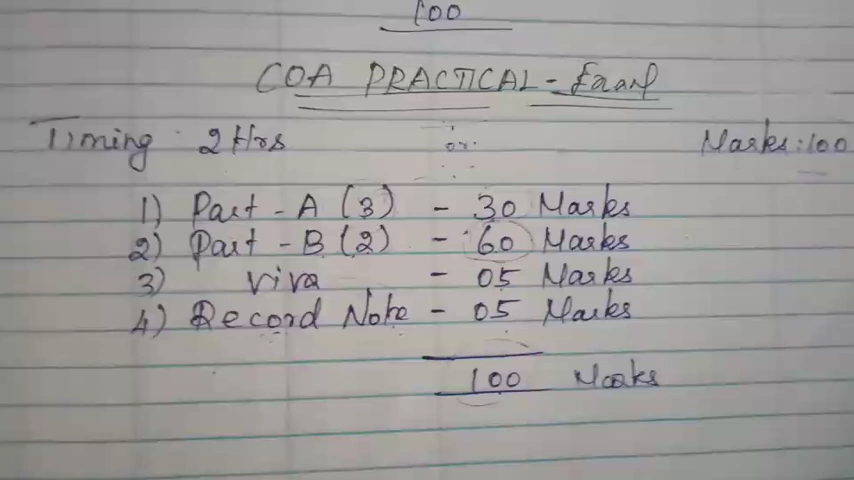 100
COA PRACTICAL - Exam
Timing : 2 Hrs or. Marks : 100
1) Part - A (3) - 30 Marks
2) Part - B (2) - 60 Marks
3) viva - 05 Marks
4) Record Note - 05 Marks
100 Marks